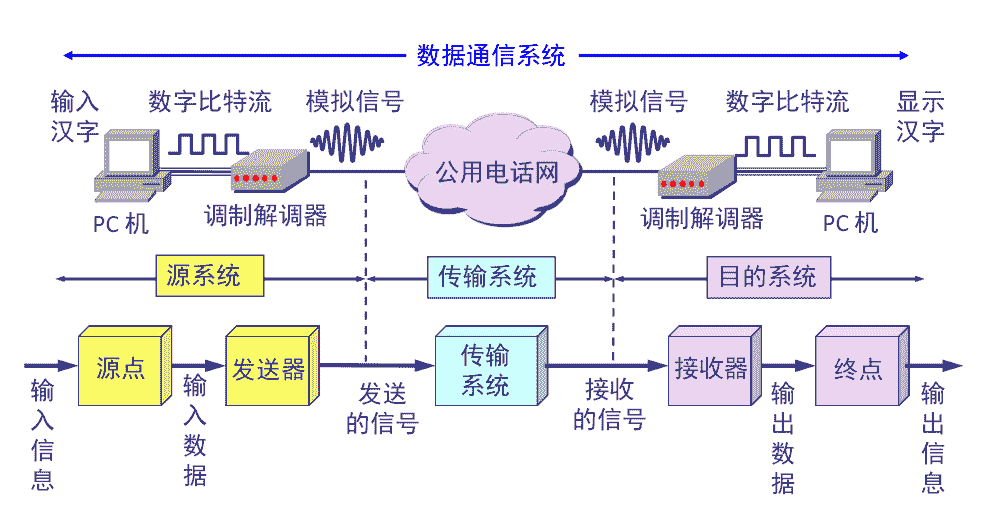 数据通信系统
输入
汉字
数字比特流
模拟信号
模拟信号
数字比特流
显示
汉字
公用电话网
PC 机
调制解调器
调制解调器
PC 机
源系统
传输系统
目的系统
源点
发送器
传输
系统
接收器
终点
输入信息
输入数据
发送
的信号
接收
的信号
输出数据
输出信息